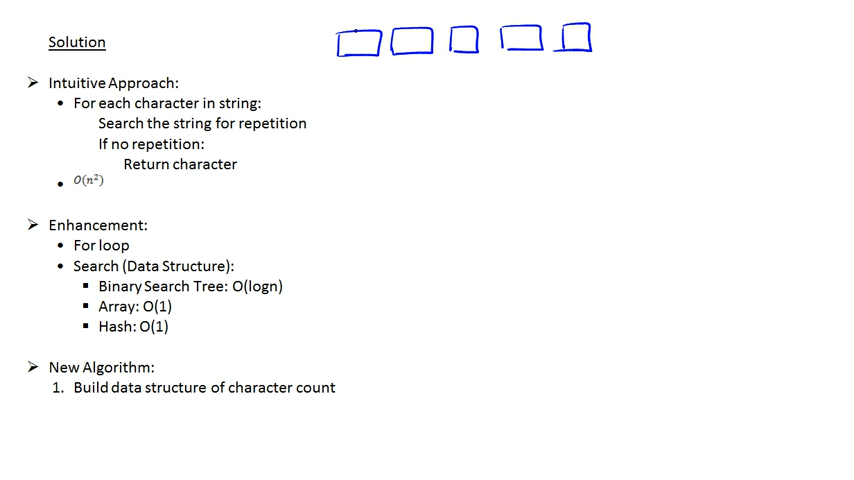 Solution
➤ Intuitive Approach:
• For each character in string:
Search the string for repetition
If no repetition:
Return character
• O(n²)
➤ Enhancement:
• For loop
• Search (Data Structure):
▪ Binary Search Tree: O(logn)
▪ Array: O(1)
▪ Hash: O(1)
➤ New Algorithm:
1. Build data structure of character count